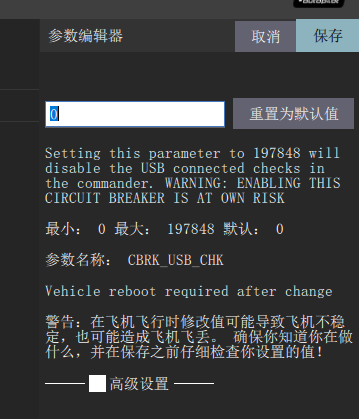 参数编辑器 取消 保存
0 重置为默认值
Setting this parameter to 197848 will
disable the USB connected checks in
the commander. WARNING: ENABLING THIS
CIRCUIT BREAKER IS AT OWN RISK
最小： 0 最大： 197848 默认： 0
参数名称： CBRK_USB_CHK
Vehicle reboot required after change
警告：在飞机飞行时修改值可能导致飞机不稳
定，也可能造成飞机飞丢。 确保你知道你在做
什么，并在保存之前仔细检查你设置的值！
高级设置